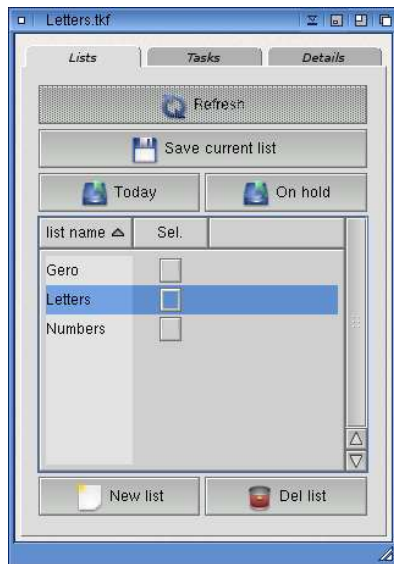 Letters.tkf
Lists Tasks Details
Refresh
Save current list
Today On hold
list name Sel.
Gero
Letters
Numbers
New list Del list